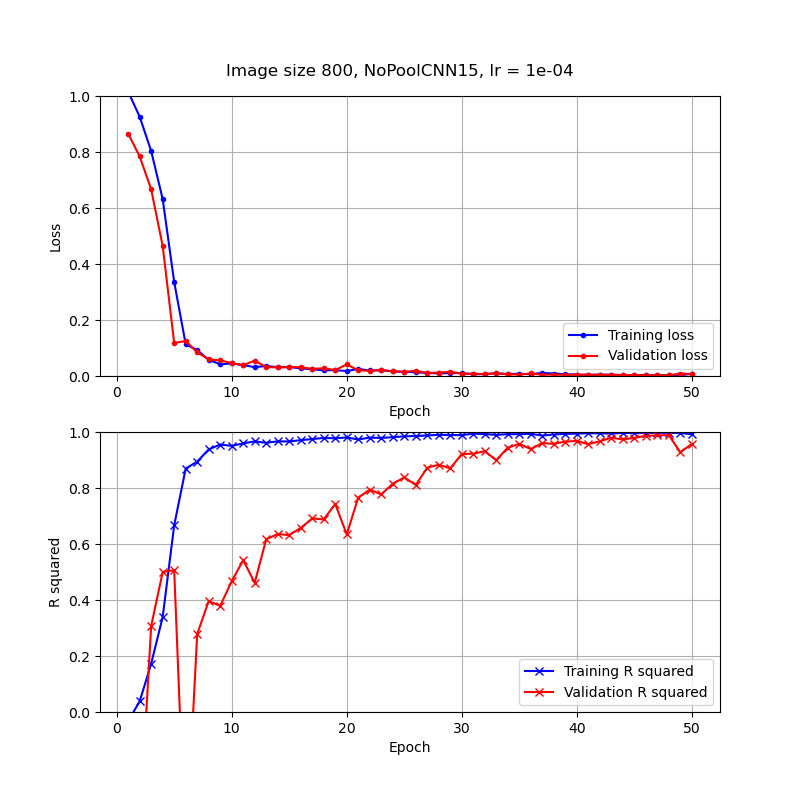 Image size 800, NoPoolCNN15, lr = 1e-04
1.0
0.8
0.6
0.4
0.2
0.0
Loss
Training loss
Validation loss
0 10 20 30 40 50
Epoch
1.0
0.8
0.6
0.4
0.2
0.0
R squared
Training R squared
Validation R squared
0 10 20 30 40 50
Epoch